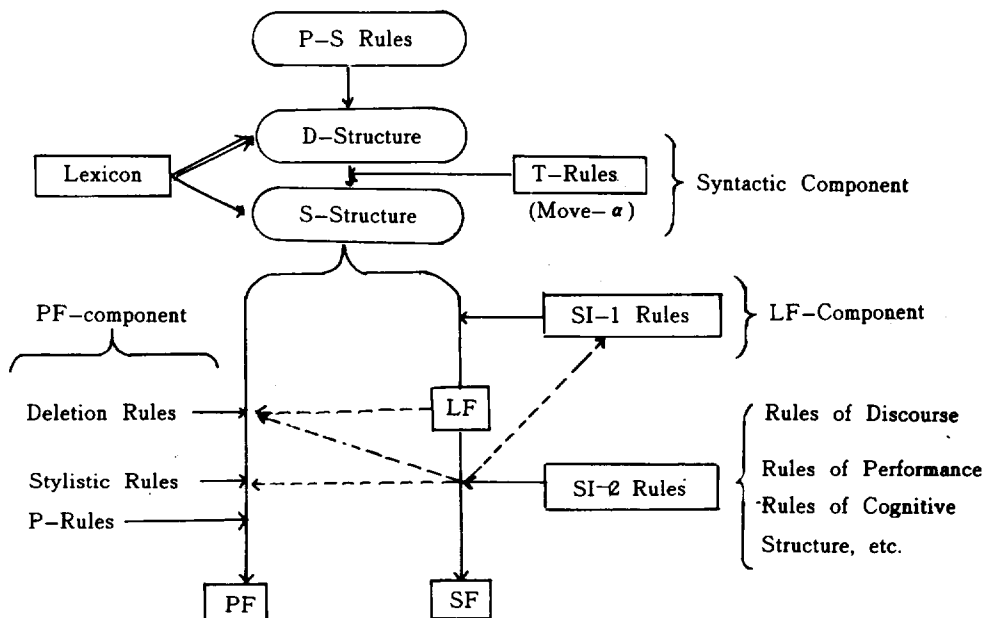 P-S Rules
D-Structure
Lexicon
T-Rules
(Move-α)
Syntactic Component
S-Structure
PF-component
SI-1 Rules
LF-Component
Deletion Rules
LF
Rules of Discourse
Stylistic Rules
SI-2 Rules
Rules of Performance
Rules of Cognitive
P-Rules
Structure, etc.
PF
SF